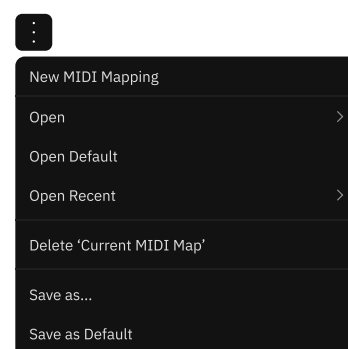 New MIDI Mapping
Open
Open Default
Open Recent
Delete ‘Current MIDI Map’
Save as...
Save as Default